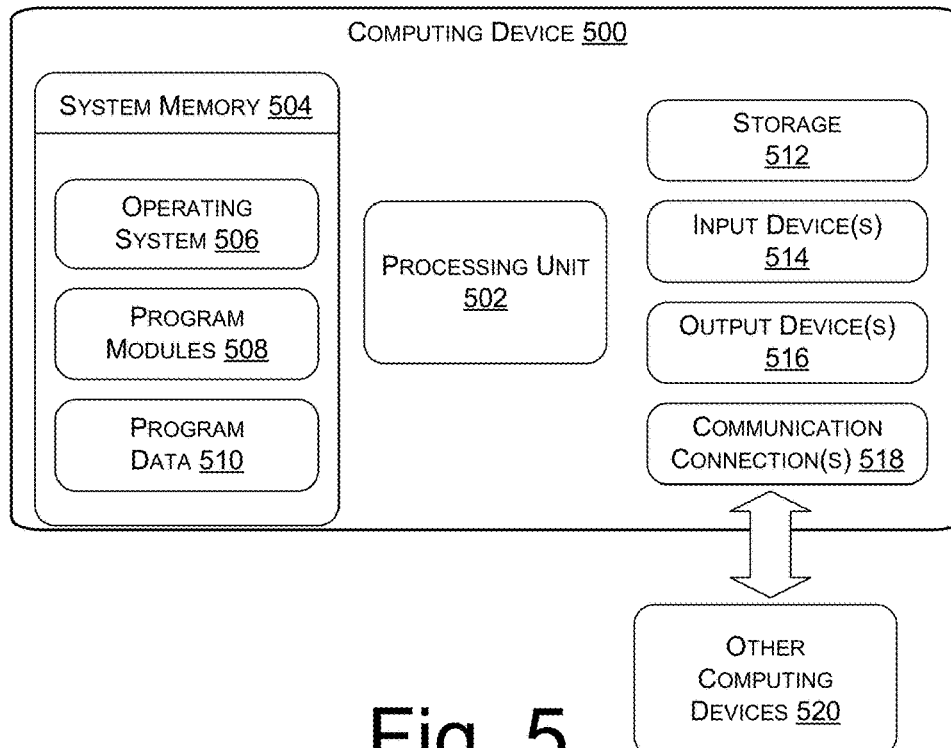 COMPUTING DEVICE 500
SYSTEM MEMORY 504
OPERATING
SYSTEM 506
PROGRAM
MODULES 508
PROGRAM
DATA 510
PROCESSING UNIT
502
STORAGE
512
INPUT DEVICE(S)
514
OUTPUT DEVICE(S)
516
COMMUNICATION
CONNECTION(S) 518
OTHER
COMPUTING
DEVICES 520
Fig. 5